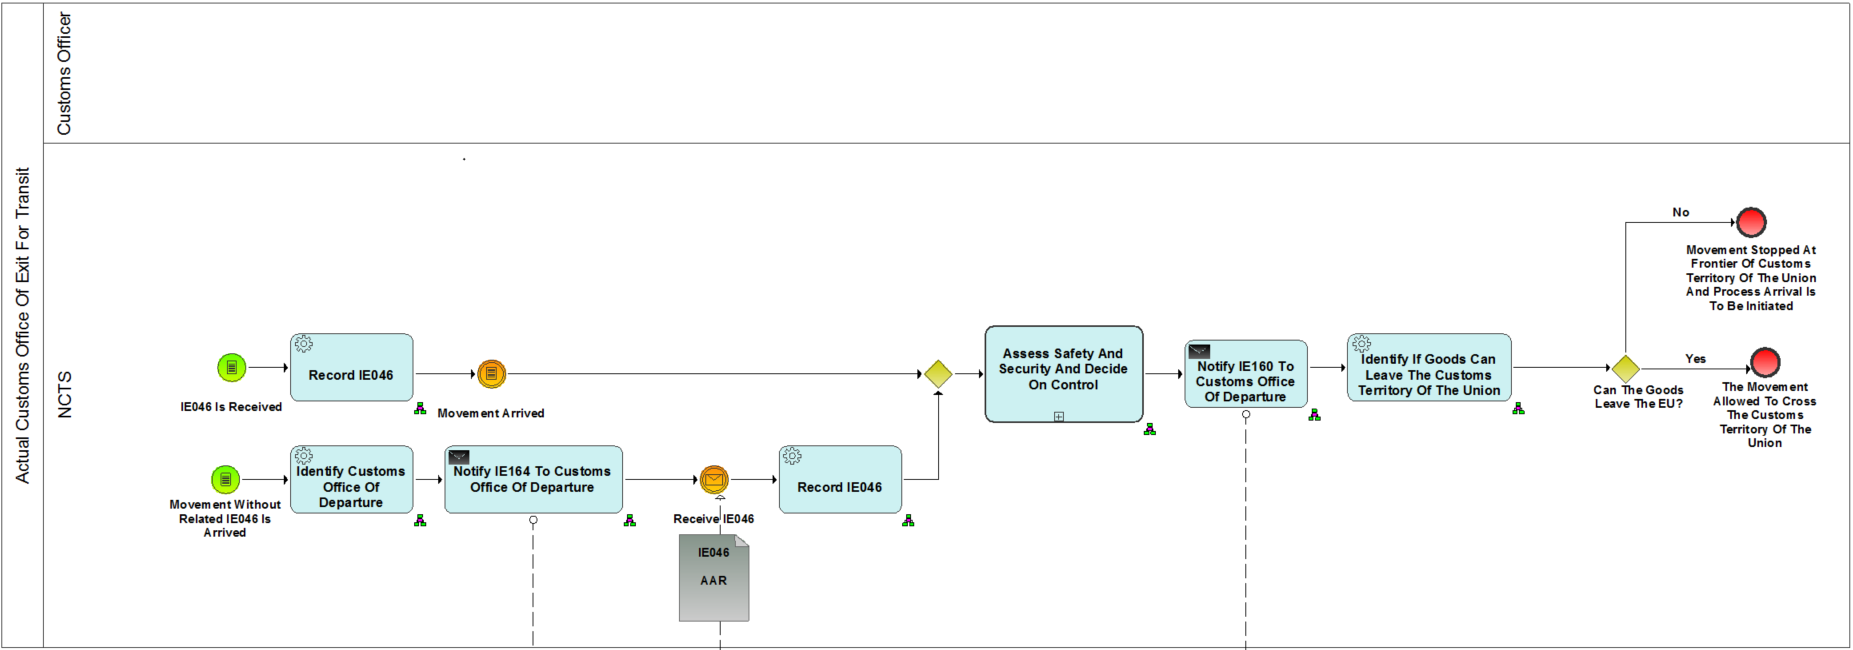 Actual Customs Office Of Exit For Transit
Customs Officer
NCTS
IE046 Is Received
Record IE046
Movement Arrived
Movement Without
Related IE046 Is
Arrived
Identify Customs
Office Of
Departure
Notify IE164 To Customs
Office Of Departure
Receive IE046
IE046
AAR
Record IE046
Assess Safety And
Security And Decide
On Control
Notify IE160 To
Customs Office
Of Departure
Identify If Goods Can
Leave The Customs
Territory Of The Union
Can The Goods
Leave The EU?
No
Movement Stopped At
Frontier Of Customs
Territory Of The Union
And Process Arrival Is
To Be Initiated
Yes
The Movement
Allowed To Cross
The Customs
Territory Of The
Union